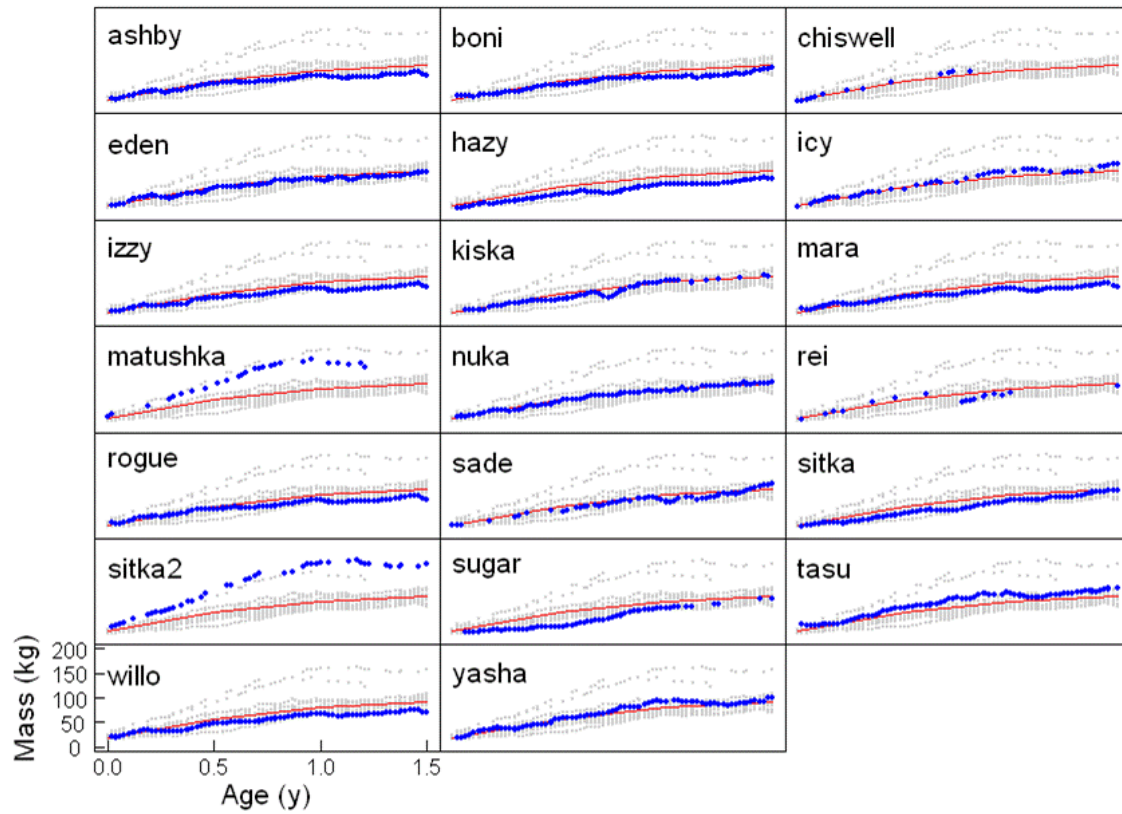 ashby
boni
chiswell
eden
hazy
icy
izzy
kiska
mara
matushka
nuka
rei
rogue
sade
sitka
sitka2
sugar
tasu
willo
yasha
Mass (kg)
200
150
100
50
0
0.0 0.5 1.0 1.5
Age (y)